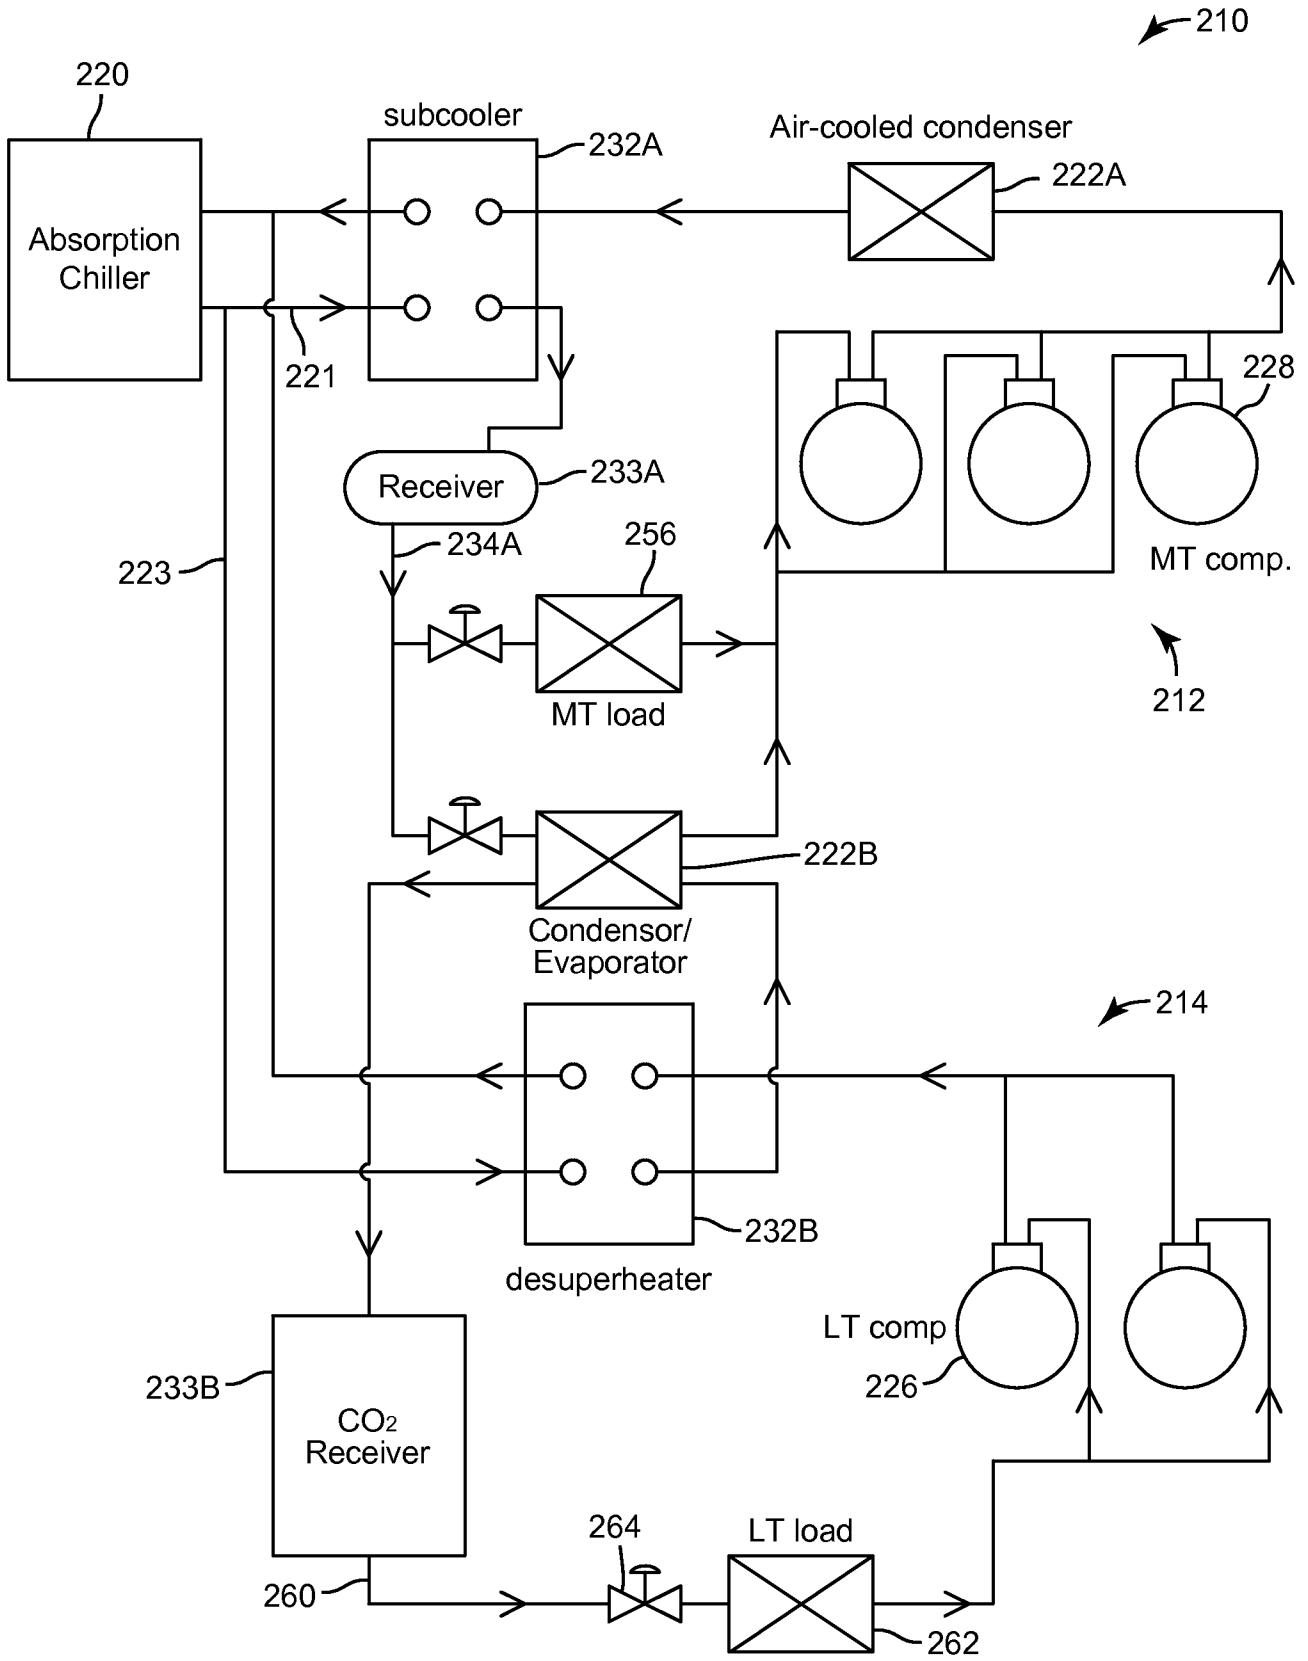 210
220
subcooler
232A
Air-cooled condenser
222A
Absorption
Chiller
221
228
Receiver
233A
234A
256
223
MT comp.
MT load
212
222B
Condensor/
Evaporator
214
232B
desuperheater
LT comp
226
233B
CO₂
Receiver
264
LT load
260
262